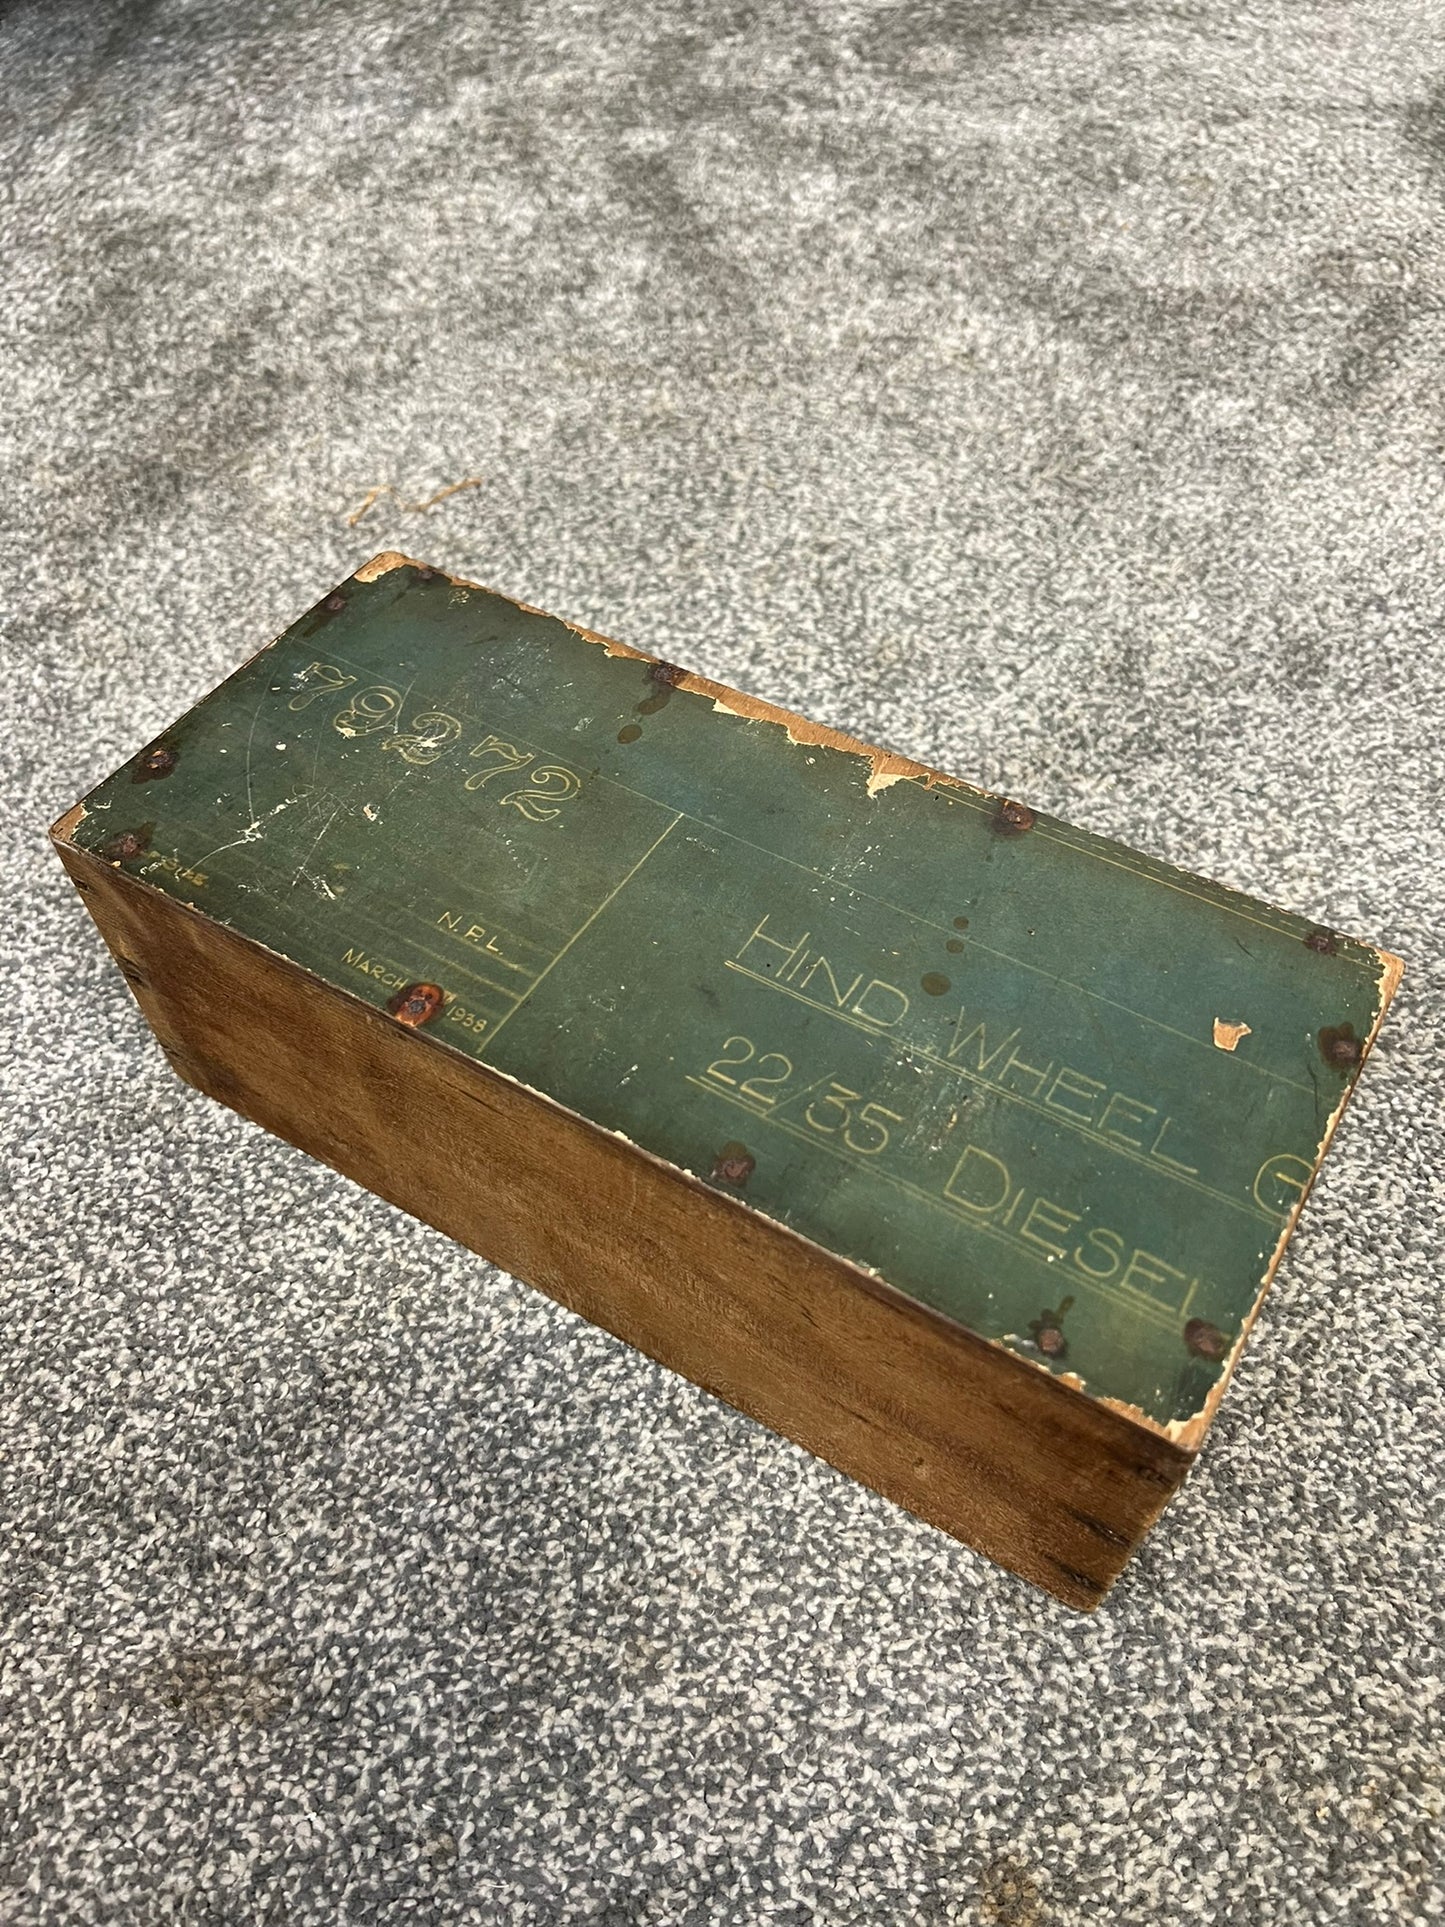 79272
N.P.L.
MARCH 1938
HIND WHEEL
22/35 DIESEL